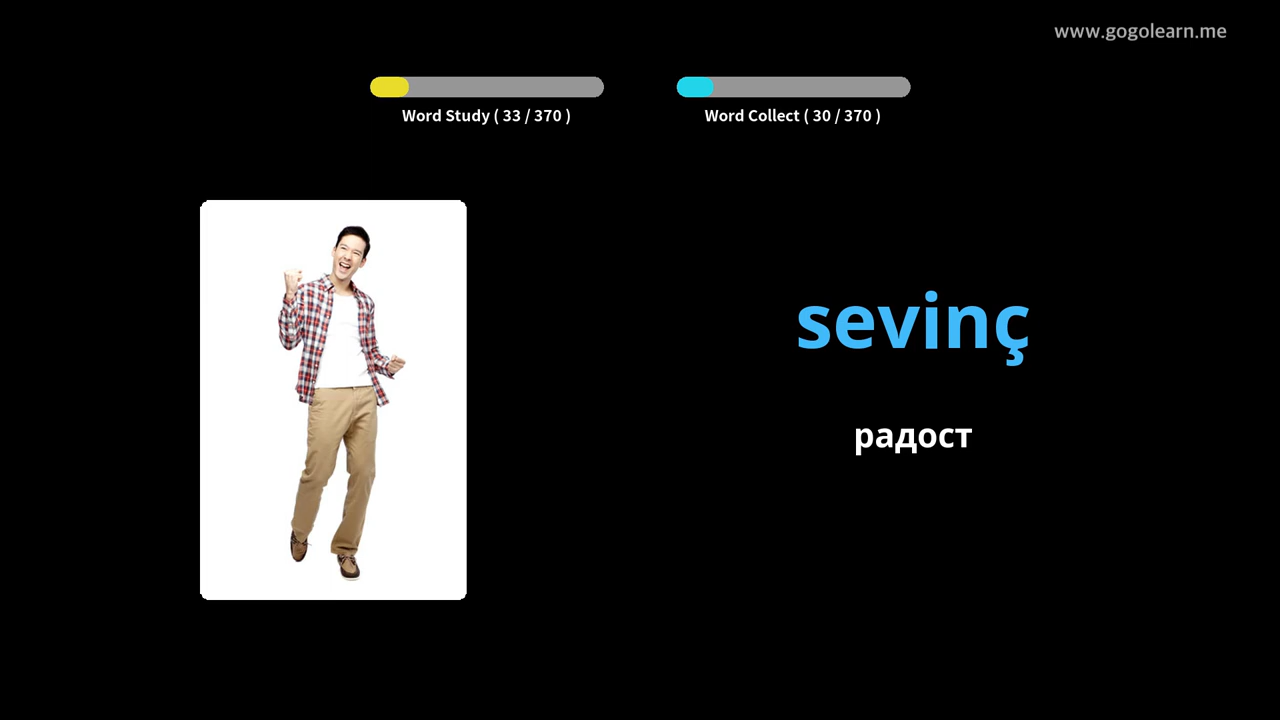 www.gogolearn.me
Word Study ( 33 / 370 )
Word Collect ( 30 / 370 )
sevinç
радост